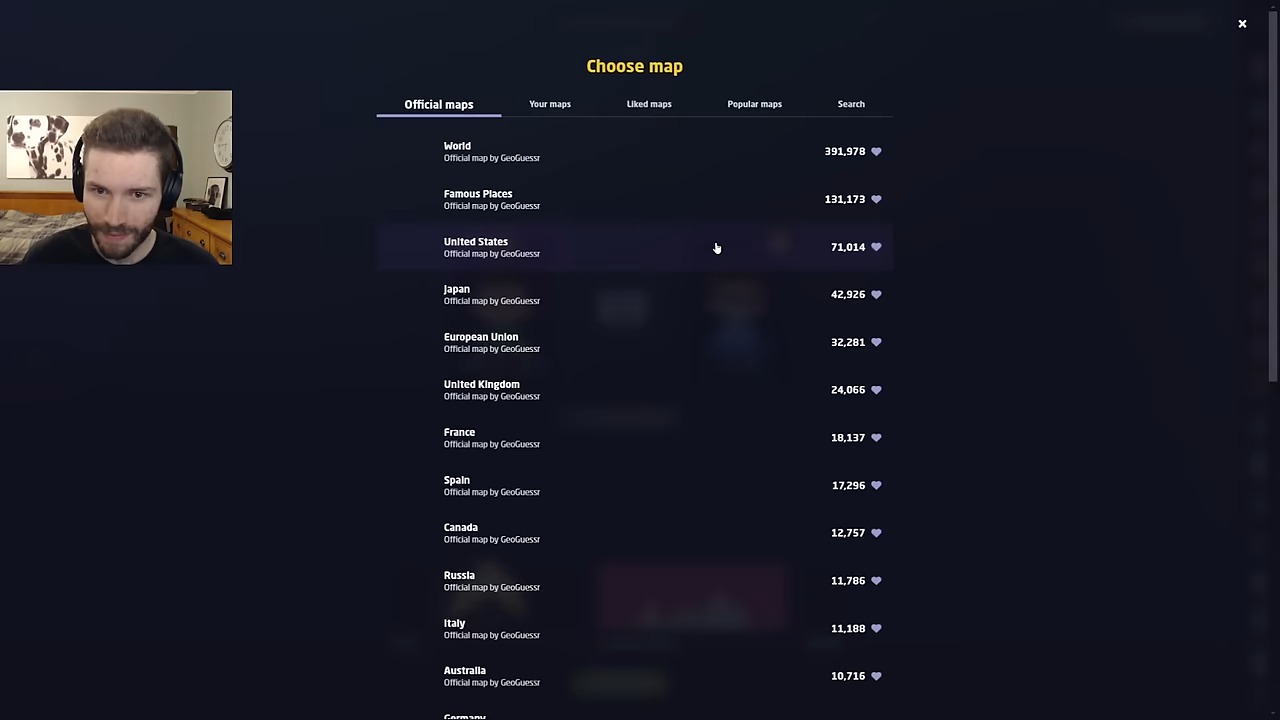 Choose map
Official maps
Your maps
Liked maps
Popular maps
Search
World
Official map by GeoGuessr
391,978
Famous Places
Official map by GeoGuessr
131,173
United States
Official map by GeoGuessr
71,014
Japan
Official map by GeoGuessr
42,926
European Union
Official map by GeoGuessr
32,281
United Kingdom
Official map by GeoGuessr
24,066
France
Official map by GeoGuessr
18,137
Spain
Official map by GeoGuessr
17,296
Canada
Official map by GeoGuessr
12,757
Russia
Official map by GeoGuessr
11,786
Italy
Official map by GeoGuessr
11,188
Australia
Official map by GeoGuessr
10,716
Germany